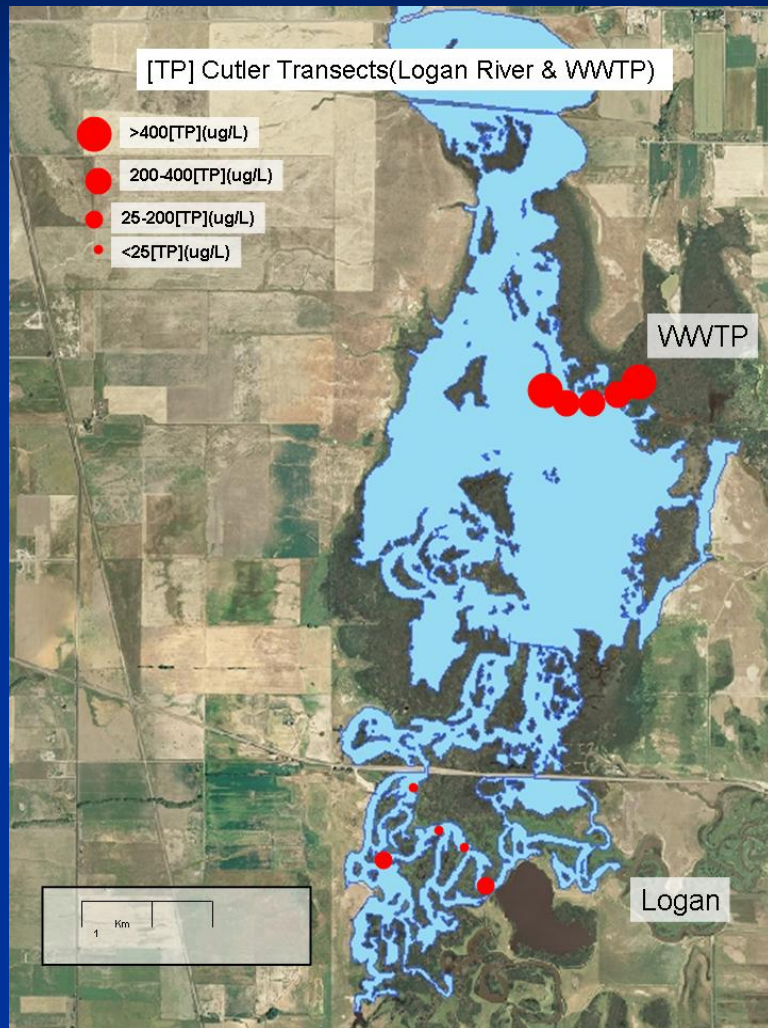 [TP] Cutler Transects(Logan River & WWTP)
>400[TP](ug/L)
200-400[TP](ug/L)
25-200[TP](ug/L)
<25[TP](ug/L)
WWTP
Logan
Km
1